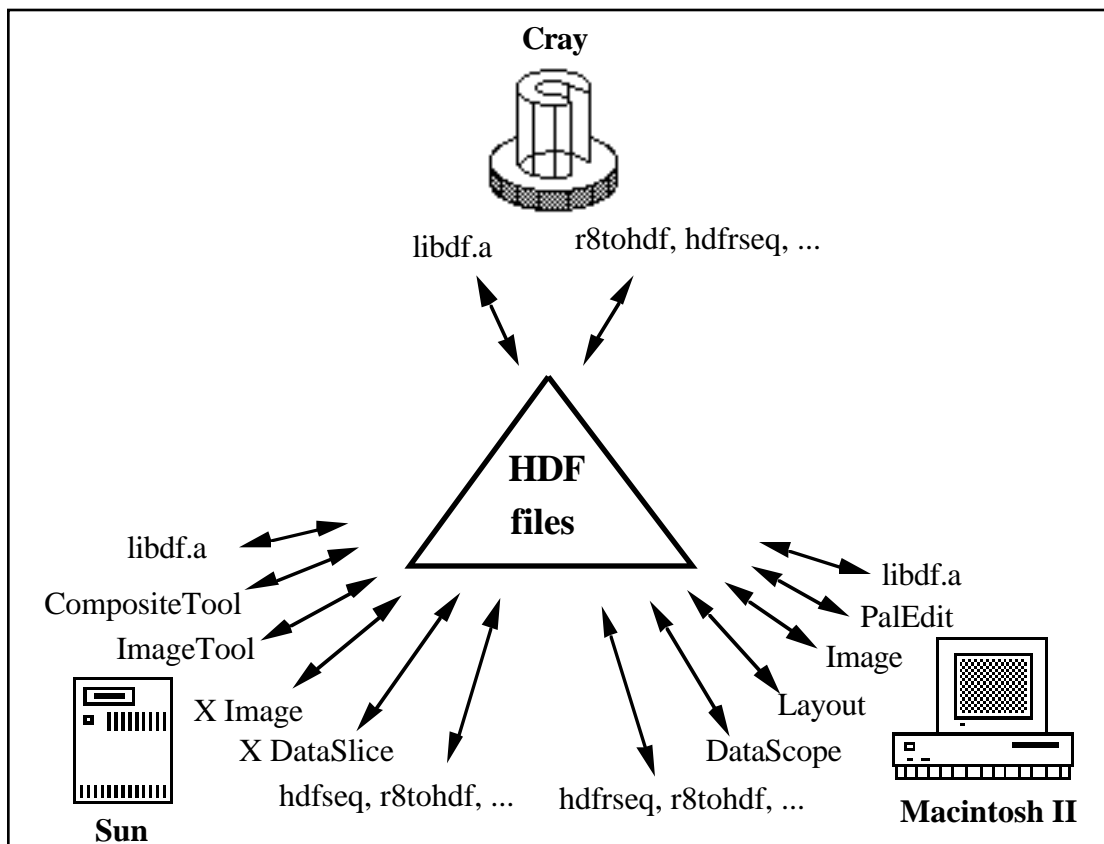 Cray
libdf.a
r8tohdf, hdfrseq, ...
HDF
files
libdf.a
CompositeTool
ImageTool
X Image
X DataSlice
hdfseq, r8tohdf, ...
Sun
libdf.a
PalEdit
Image
Layout
DataScope
hdfrseq, r8tohdf, ...
Macintosh II